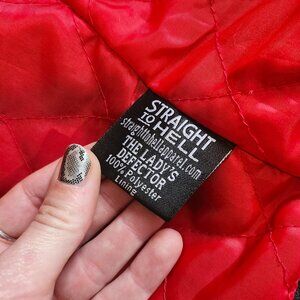 STRAIGHT
TO HELL
straighttohellapparel.com
THE LADY'S
DEFECTOR
100% Polyester
Lining